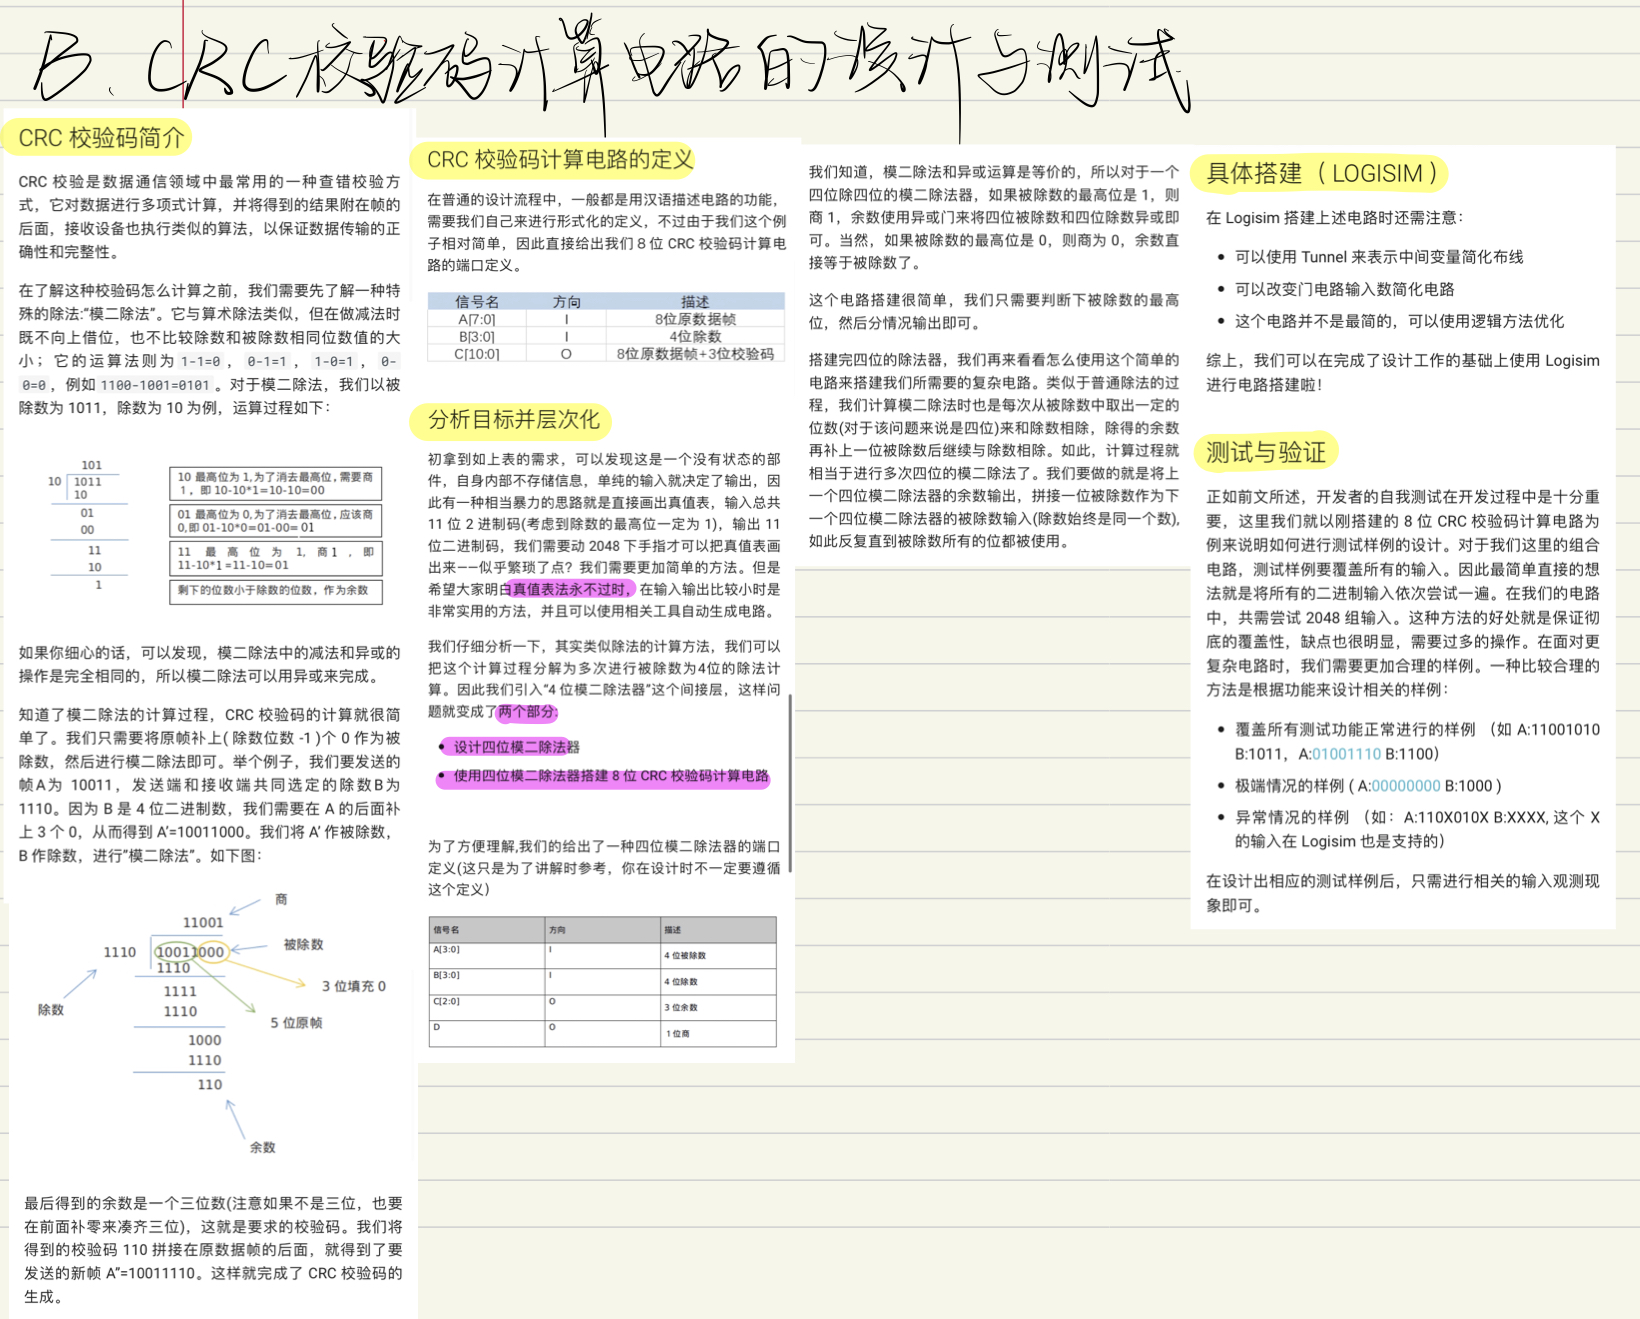 B. CRC校验码计算电路的设计与测试
CRC 校验码简介
CRC 校验是数据通信领域中最常用的一种查错校验方
式，它对数据进行多项式计算，并将得到的结果附在帧的
后面，接收设备也执行类似的算法，以保证数据传输的正
确性和完整性。
在了解这种校验码怎么计算之前，我们需要先了解一种特
殊的除法:“模二除法”。它与算术除法类似，但在做减法时
既不向上借位，也不比较除数和被除数相同位数值的大
小；它的运算法则为 1-1=0 ，0-1=1 ，1-0=1 ，0-
0=0 ，例如 1100-1001=0101 。对于模二除法，我们以被
除数为 1011，除数为 10 为例，运算过程如下：
101
10 1011
10
01
00
11
10
1
10 最高位为 1,为了消去最高位,需要商
1，即 10-10*1=10-10=00
01 最高位为 0,为了消去最高位,应该商
0,即 01-10*0=01-00= 01
11 最高位为 1, 商1，即
11-10*1=11-10=01
剩下的位数小于除数的位数，作为余数
如果你细心的话，可以发现，模二除法中的减法和异或的
操作是完全相同的，所以模二除法可以用异或来完成。
知道了模二除法的计算过程，CRC 校验码的计算就很简
单了。我们只需要将原帧补上( 除数位数 -1 )个 0 作为被
除数，然后进行模二除法即可。举个例子，我们要发送的
帧A为 10011，发送端和接收端共同选定的除数B为
1110。因为 B 是 4 位二进制数，我们需要在 A 的后面补
上 3 个 0，从而得到 A’=10011000。我们将 A’ 作被除数，
B 作除数，进行”模二除法”。如下图：
商
11001
1110 10011000 被除数
1110
1111 3 位填充 0
除数 1110 5 位原帧
1000
1110
110
余数
最后得到的余数是一个三位数(注意如果不是三位，也要
在前面补零来凑齐三位)，这就是要求的校验码。我们将
得到的校验码 110 拼接在原数据帧的后面，就得到了要
发送的新帧 A”=10011110。这样就完成了 CRC 校验码的
生成。
CRC 校验码计算电路的定义
在普通的设计流程中，一般都是用汉语描述电路的功能，
需要我们自己来进行形式化的定义，不过由于我们这个例
子相对简单，因此直接给出我们 8 位 CRC 校验码计算电
路的端口定义。
信号名 方向 描述
A[7:0] I 8位原数据帧
B[3:0] I 4位除数
C[10:0] O 8位原数据帧+3位校验码
分析目标并层次化
初拿到如上表的需求，可以发现这是一个没有状态的部
件，自身内部不存储信息，单纯的输入就决定了输出，因
此有一种相当暴力的思路就是直接画出真值表，输入总共
11 位 2 进制码(考虑到除数的最高位一定为 1)，输出 11
位二进制码，我们需要动 2048 下手指才可以把真值表画
出来——似乎繁琐了点？我们需要更加简单的方法。但是
希望大家明白真值表法永不过时，在输入输出比较小时是
非常实用的方法，并且可以使用相关工具自动生成电路。
我们仔细分析一下，其实类似除法的计算方法，我们可以
把这个计算过程分解为多次进行被除数为4位的除法计
算。因此我们引入“4 位模二除法器”这个间接层，这样问
题就变成了两个部分:
• 设计四位模二除法器
• 使用四位模二除法器搭建 8 位 CRC 校验码计算电路
为了方便理解,我们的给出了一种四位模二除法器的端口
定义(这只是为了讲解时参考，你在设计时不一定要遵循
这个定义）
信号名 方向 描述
A[3:0] I 4 位被除数
B[3:0] I 4 位除数
C[2:0] O 3 位余数
D O 1 位商
我们知道，模二除法和异或运算是等价的，所以对于一个
四位除四位的模二除法器，如果被除数的最高位是 1，则
商 1，余数使用异或门来将四位被除数和四位除数异或即
可。当然，如果被除数的最高位是 0，则商为 0，余数直
接等于被除数了。
这个电路搭建很简单，我们只需要判断下被除数的最高
位，然后分情况输出即可。
搭建完四位的除法器，我们再来看看怎么使用这个简单的
电路来搭建我们所需要的复杂电路。类似于普通除法的过
程，我们计算模二除法时也是每次从被除数中取出一定的
位数(对于该问题来说是四位)来和除数相除，除得的余数
再补上一位被除数后继续与除数相除。如此，计算过程就
相当于进行多次四位的模二除法了。我们要做的就是将上
一个四位模二除法器的余数输出，拼接一位被除数作为下
一个四位模二除法器的被除数输入(除数始终是同一个数),
如此反复直到被除数所有的位都被使用。
具体搭建（ LOGISIM ）
在 Logisim 搭建上述电路时还需注意：
• 可以使用 Tunnel 来表示中间变量简化布线
• 可以改变门电路输入数简化电路
• 这个电路并不是最简的，可以使用逻辑方法优化
综上，我们可以在完成了设计工作的基础上使用 Logisim
进行电路搭建啦！
测试与验证
正如前文所述，开发者的自我测试在开发过程中是十分重
要，这里我们就以刚搭建的 8 位 CRC 校验码计算电路为
例来说明如何进行测试样例的设计。对于我们这里的组合
电路，测试样例要覆盖所有的输入。因此最简单直接的想
法就是将所有的二进制输入依次尝试一遍。在我们的电路
中，共需尝试 2048 组输入。这种方法的好处就是保证彻
底的覆盖性，缺点也很明显，需要过多的操作。在面对更
复杂电路时，我们需要更加合理的样例。一种比较合理的
方法是根据功能来设计相关的样例：
• 覆盖所有测试功能正常进行的样例 （如 A:11001010
B:1011，A:01001110 B:1100）
• 极端情况的样例 ( A:00000000 B:1000 )
• 异常情况的样例 （如：A:110X010X B:XXXX, 这个 X
的输入在 Logisim 也是支持的）
在设计出相应的测试样例后，只需进行相关的输入观测现
象即可。